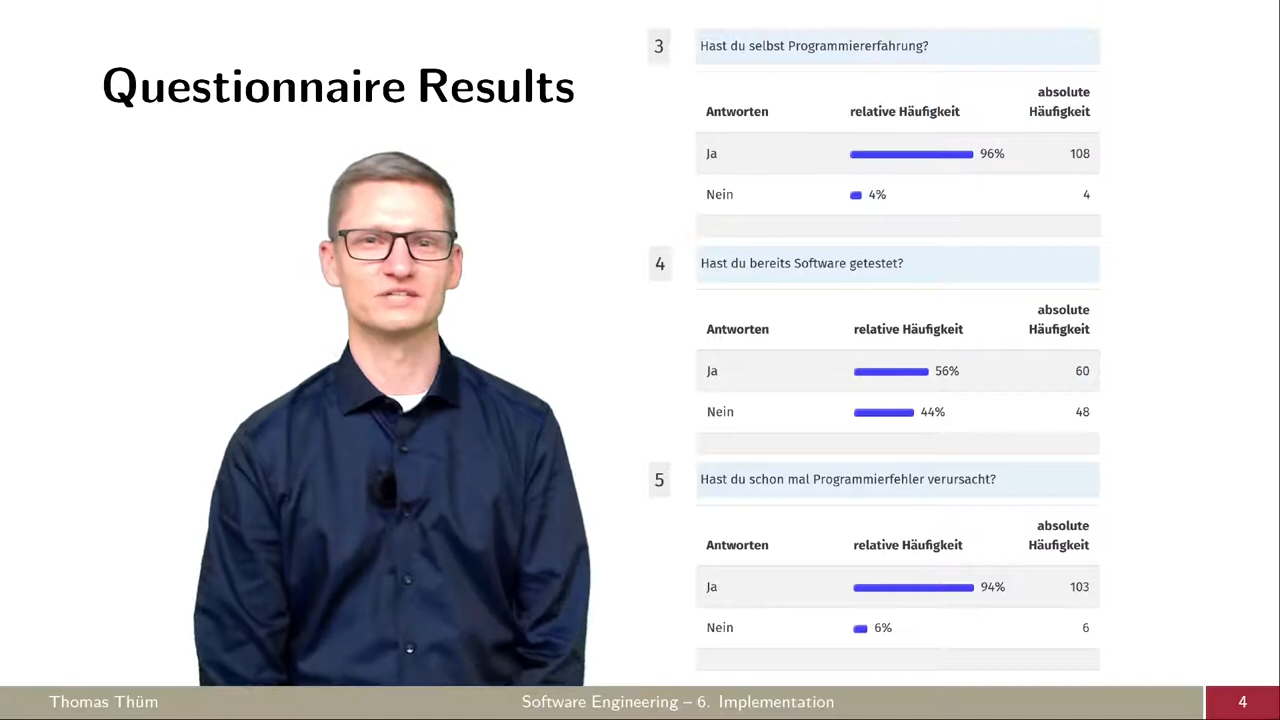 Questionnaire Results
3 Hast du selbst Programmiererfahrung?
absolute
Antworten relative Häufigkeit Häufigkeit
Ja 96% 108
Nein 4% 4
4 Hast du bereits Software getestet?
absolute
Antworten relative Häufigkeit Häufigkeit
Ja 56% 60
Nein 44% 48
5 Hast du schon mal Programmierfehler verursacht?
absolute
Antworten relative Häufigkeit Häufigkeit
Ja 94% 103
Nein 6% 6
Thomas Thüm Software Engineering – 6. Implementation 4